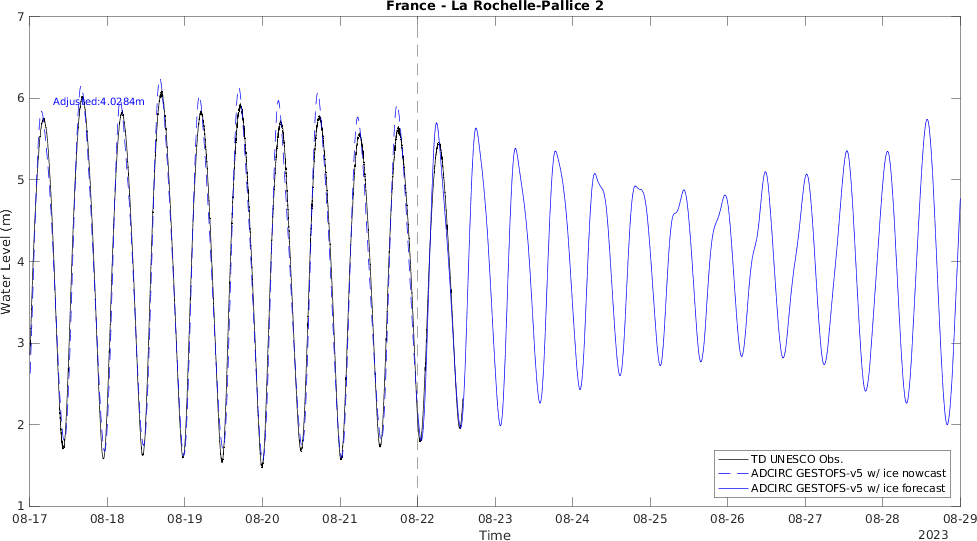 France - La Rochelle-Pallice 2
7
6
5
4
3
2
1
Water Level (m)
Adjusted:4.0284m
TD UNESCO Obs.
ADCIRC GESTOFS-v5 w/ ice nowcast
ADCIRC GESTOFS-v5 w/ ice forecast
08-17 08-18 08-19 08-20 08-21 08-22 08-23 08-24 08-25 08-26 08-27 08-28 08-29
Time
2023